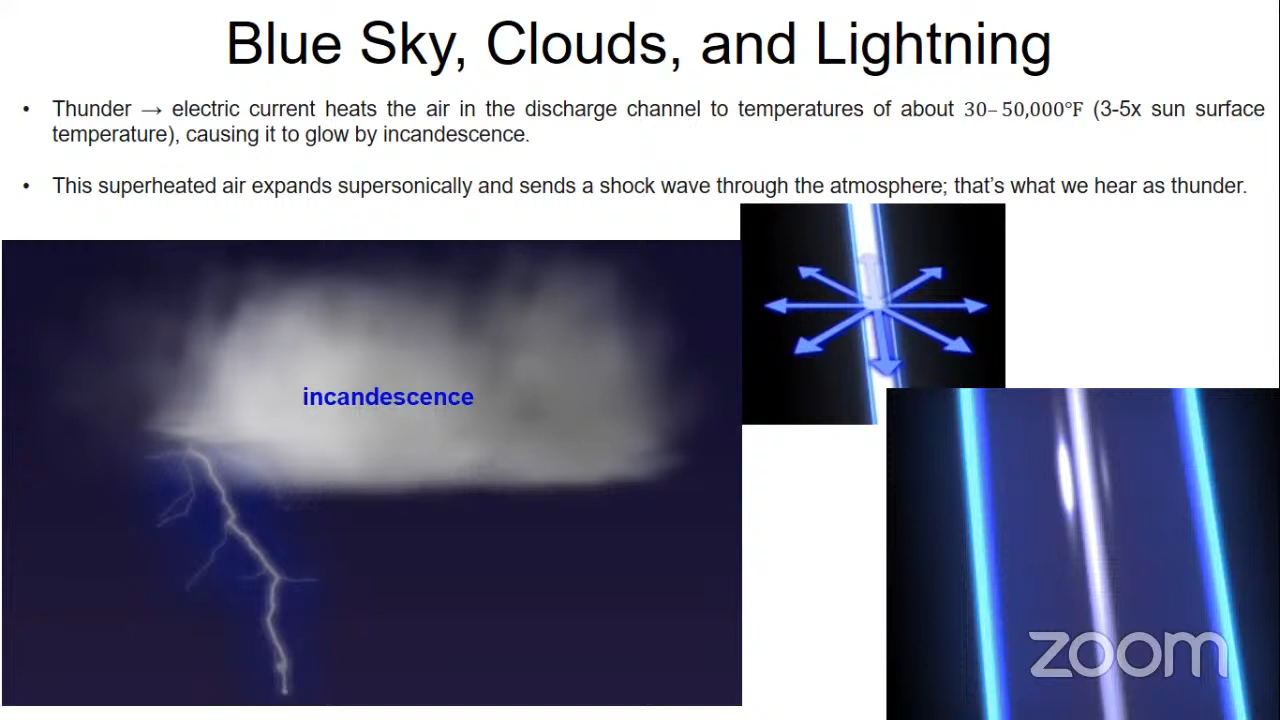 Blue Sky, Clouds, and Lightning
• Thunder → electric current heats the air in the discharge channel to temperatures of about 30–50,000°F (3-5x sun surface
temperature), causing it to glow by incandescence.
• This superheated air expands supersonically and sends a shock wave through the atmosphere; that’s what we hear as thunder.
incandescence
zoom